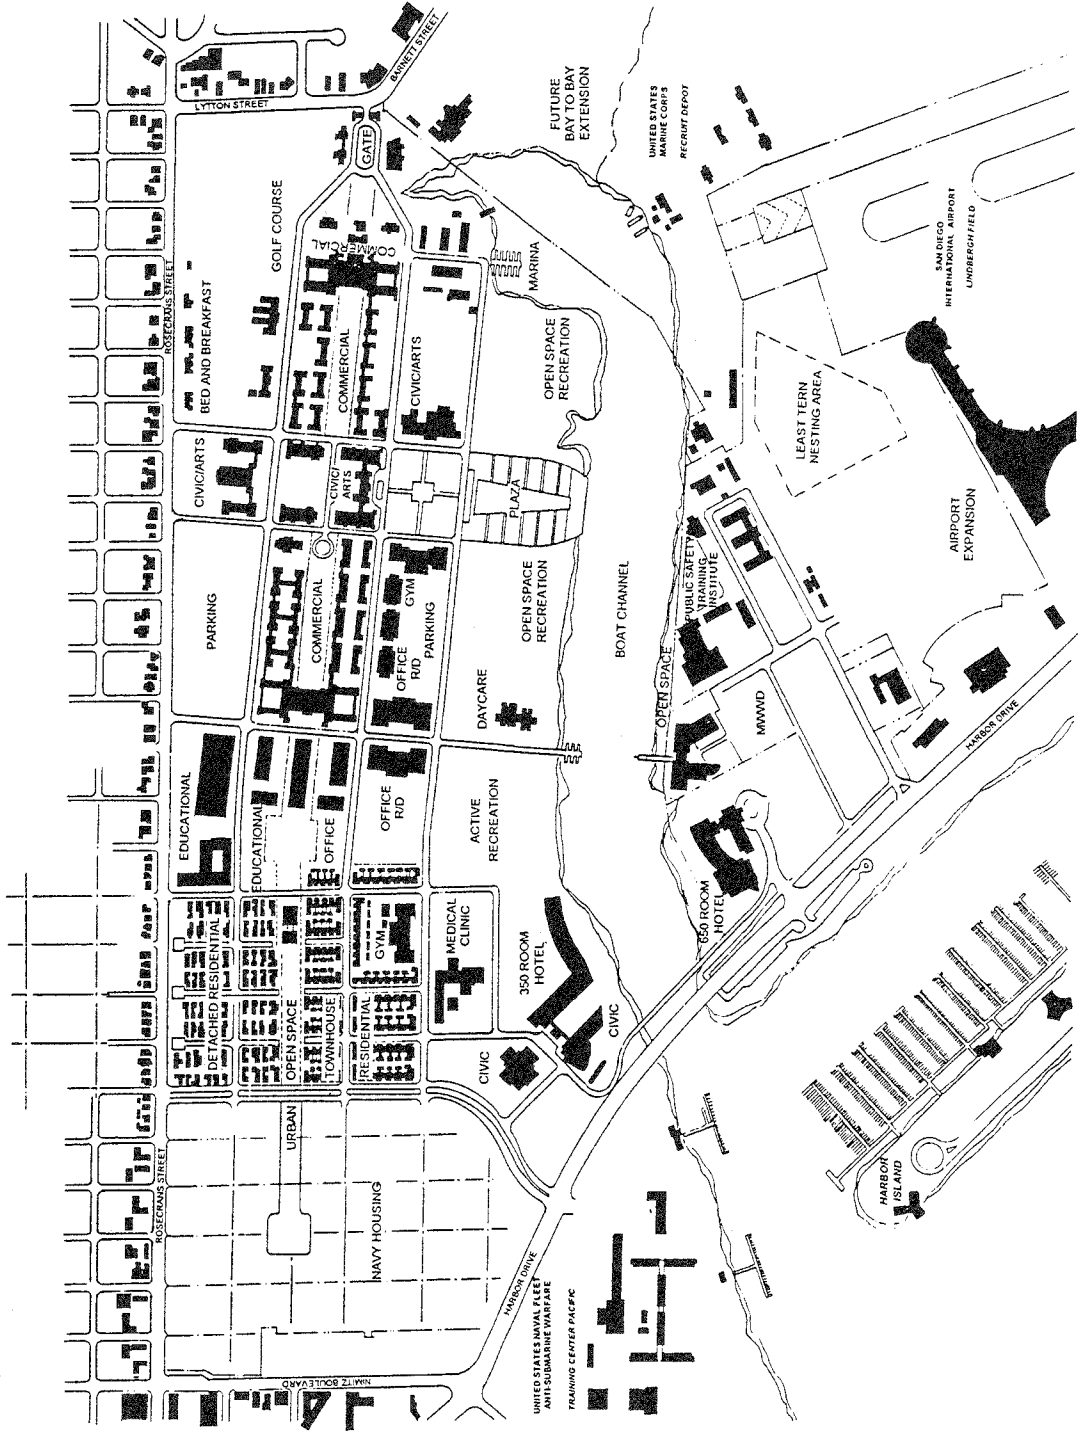 LYTTON STREET
BARNETT STREET
GATE
FUTURE
BAY TO BAY
EXTENSION
UNITED STATES
MARINE CORPS
RECRUIT DEPOT
GOLF COURSE
COMMERCIAL
COMMERCIAL
MARINA
SAN DIEGO
INTERNATIONAL AIRPORT
LINDBERGH FIELD
ROSECRANS STREET
BED AND BREAKFAST
COMMERCIAL
CIVIC/ARTS
OPEN SPACE
RECREATION
LEAST TERN
NESTING AREA
CIVIC/ARTS
CIVIC/
ARTS
PLAZA
AIRPORT
EXPANSION
PARKING
COMMERCIAL
GYM
OFFICE
R/D
PARKING
OPEN SPACE
RECREATION
BOAT CHANNEL
PUBLIC SAFETY
TRAINING
INSTITUTE
DAYCARE
OPEN SPACE
MWWD
HARBOR DRIVE
EDUCATIONAL
EDUCATIONAL
OFFICE
OFFICE
R/D
ACTIVE
RECREATION
650 ROOM
HOTEL
DETACHED RESIDENTIAL
OPEN SPACE
TOWNHOUSE
RESIDENTIAL
GYM
MEDICAL
CLINIC
350 ROOM
HOTEL
CIVIC
CIVIC
URBAN
ROSECRANS STREET
NAVY HOUSING
HARBOR DRIVE
HARBOR
ISLAND
NIMITZ BOULEVARD
UNITED STATES NAVAL FLEET
ANTI-SUBMARINE WARFARE
TRAINING CENTER PACIFIC